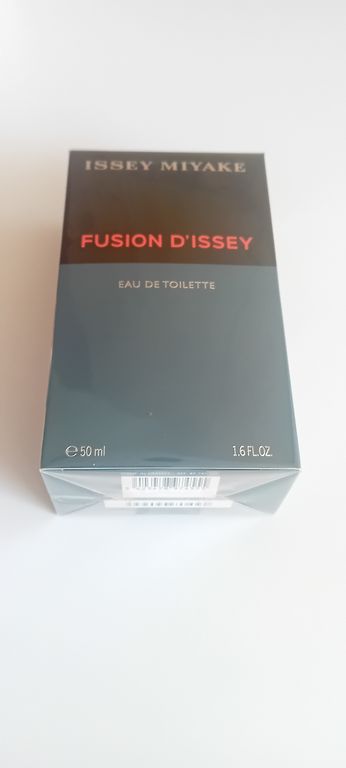 ISSEY MIYAKE
FUSION D'ISSEY
EAU DE TOILETTE
℮ 50 ml
1.6 FL.OZ.